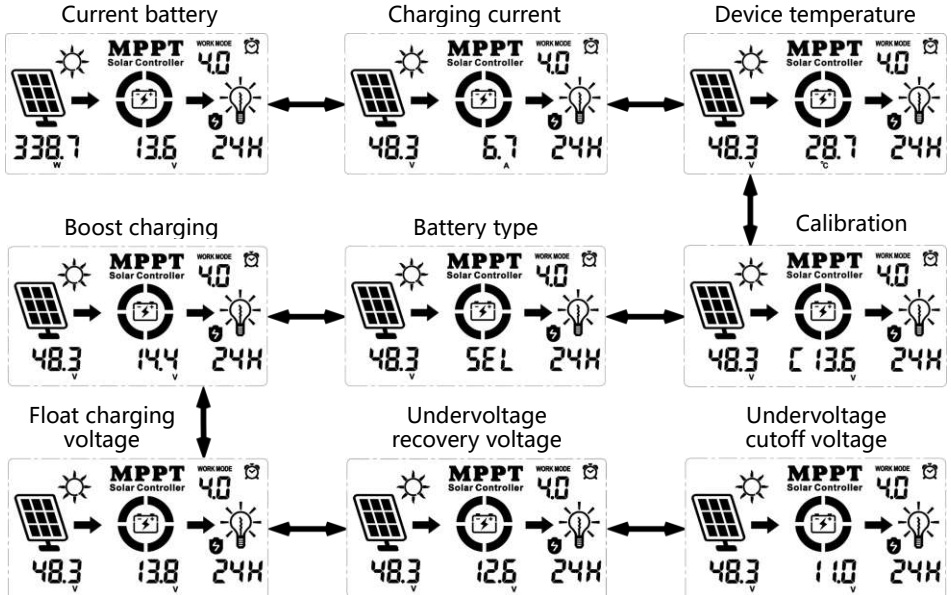 Current battery
MPPT
Solar Controller
WORK MODE
4.0
338.7 W
13.6 V
24H
Charging current
MPPT
Solar Controller
WORK MODE
4.0
48.3 V
6.7 A
24H
Device temperature
MPPT
Solar Controller
WORK MODE
4.0
48.3 V
28.7 °C
24H
Boost charging
MPPT
Solar Controller
WORK MODE
4.0
48.3 V
14.4 V
24H
Battery type
MPPT
Solar Controller
WORK MODE
4.0
48.3 V
SEL
24H
Calibration
MPPT
Solar Controller
WORK MODE
4.0
48.3 V
C 13.6 V
24H
Float charging
voltage
MPPT
Solar Controller
WORK MODE
4.0
48.3 V
13.8 V
24H
Undervoltage
recovery voltage
MPPT
Solar Controller
WORK MODE
4.0
48.3 V
12.6 V
24H
Undervoltage
cutoff voltage
MPPT
Solar Controller
WORK MODE
4.0
48.3 V
11.0 V
24H